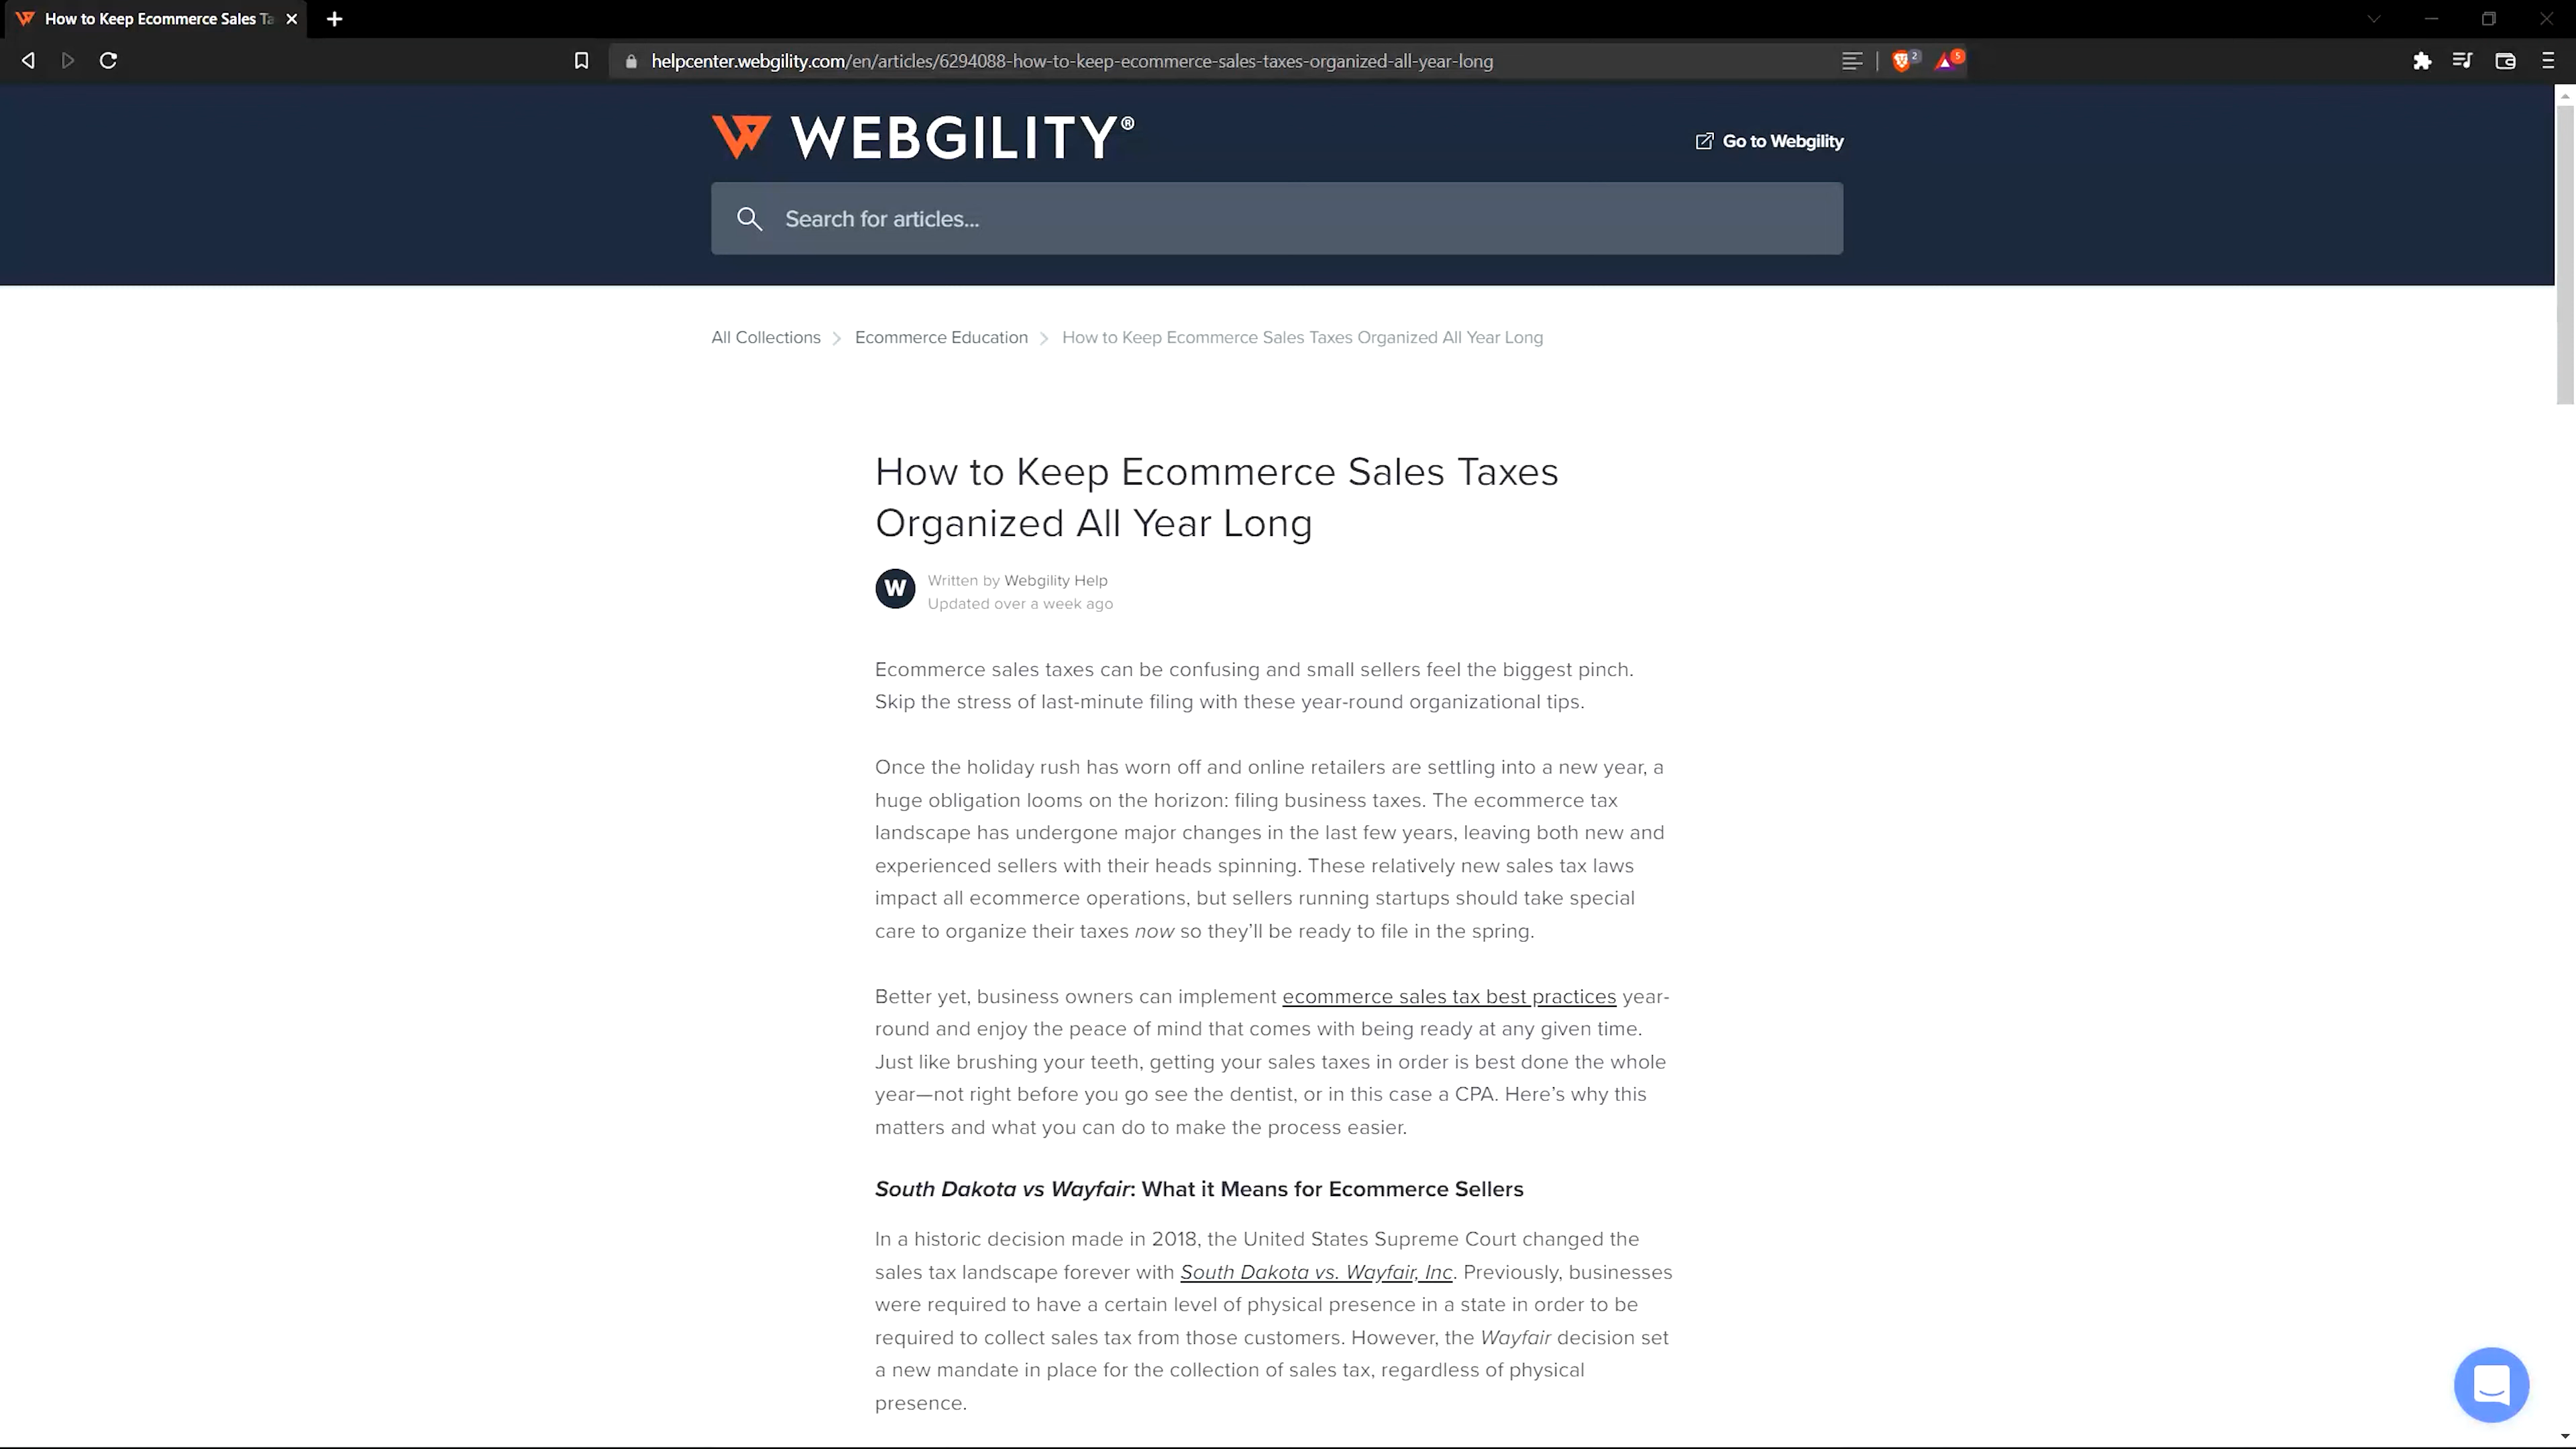 How to Keep Ecommerce Sales Ta
helpcenter.webgility.com/en/articles/6294088-how-to-keep-ecommerce-sales-taxes-organized-all-year-long
2
5
WEBGILITY®
Go to Webgility
Search for articles...
All Collections
Ecommerce Education
How to Keep Ecommerce Sales Taxes Organized All Year Long
How to Keep Ecommerce Sales Taxes
Organized All Year Long
W
Written by Webgility Help
Updated over a week ago
Ecommerce sales taxes can be confusing and small sellers feel the biggest pinch.
Skip the stress of last-minute filing with these year-round organizational tips.
Once the holiday rush has worn off and online retailers are settling into a new year, a
huge obligation looms on the horizon: filing business taxes. The ecommerce tax
landscape has undergone major changes in the last few years, leaving both new and
experienced sellers with their heads spinning. These relatively new sales tax laws
impact all ecommerce operations, but sellers running startups should take special
care to organize their taxes now so they’ll be ready to file in the spring.
Better yet, business owners can implement ecommerce sales tax best practices year-
round and enjoy the peace of mind that comes with being ready at any given time.
Just like brushing your teeth, getting your sales taxes in order is best done the whole
year—not right before you go see the dentist, or in this case a CPA. Here’s why this
matters and what you can do to make the process easier.
South Dakota vs Wayfair: What it Means for Ecommerce Sellers
In a historic decision made in 2018, the United States Supreme Court changed the
sales tax landscape forever with South Dakota vs. Wayfair, Inc. Previously, businesses
were required to have a certain level of physical presence in a state in order to be
required to collect sales tax from those customers. However, the Wayfair decision set
a new mandate in place for the collection of sales tax, regardless of physical
presence.